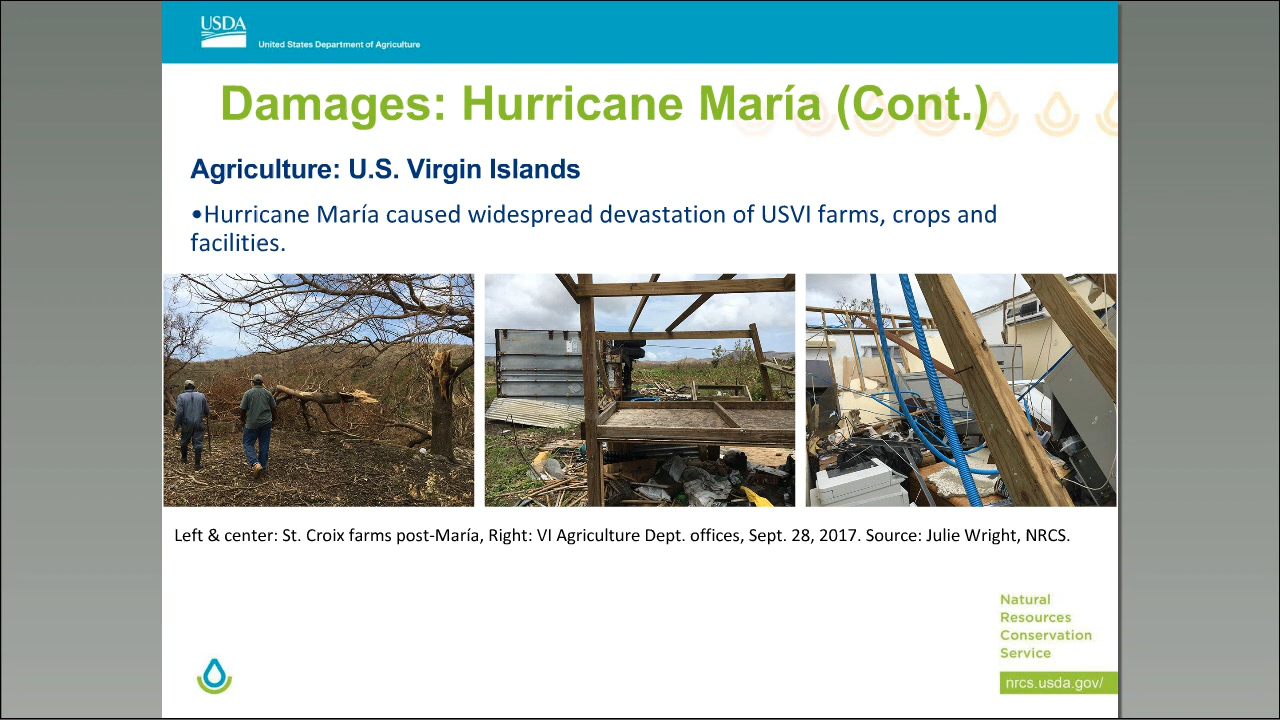 USDA
United States Department of Agriculture
Damages: Hurricane María (Cont.)
Agriculture: U.S. Virgin Islands
•Hurricane María caused widespread devastation of USVI farms, crops and
facilities.
Left & center: St. Croix farms post-María, Right: VI Agriculture Dept. offices, Sept. 28, 2017. Source: Julie Wright, NRCS.
Natural
Resources
Conservation
Service
nrcs.usda.gov/